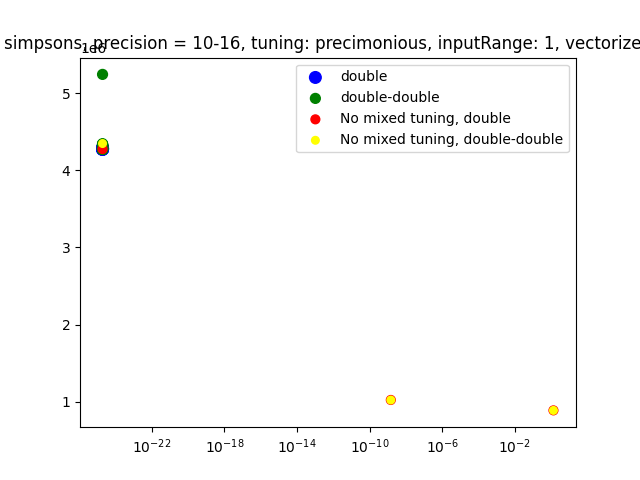 simpsons, precision = 10-16, tuning: precimonious, inputRange: 1, vectorize
1e6
double
double-double
No mixed tuning, double
No mixed tuning, double-double
5
4
3
2
1
10⁻²² 10⁻¹⁸ 10⁻¹⁴ 10⁻¹⁰ 10⁻⁶ 10⁻²